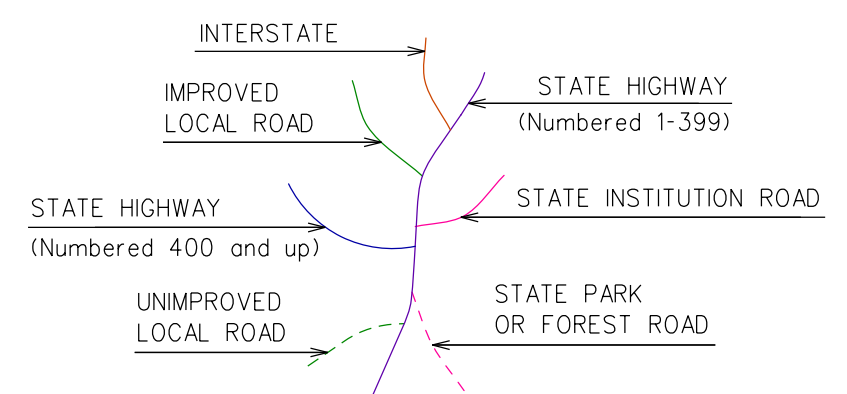 INTERSTATE
STATE HIGHWAY
(Numbered 1-399)
IMPROVED
LOCAL ROAD
STATE INSTITUTION ROAD
STATE HIGHWAY
(Numbered 400 and up)
STATE PARK
OR FOREST ROAD
UNIMPROVED
LOCAL ROAD